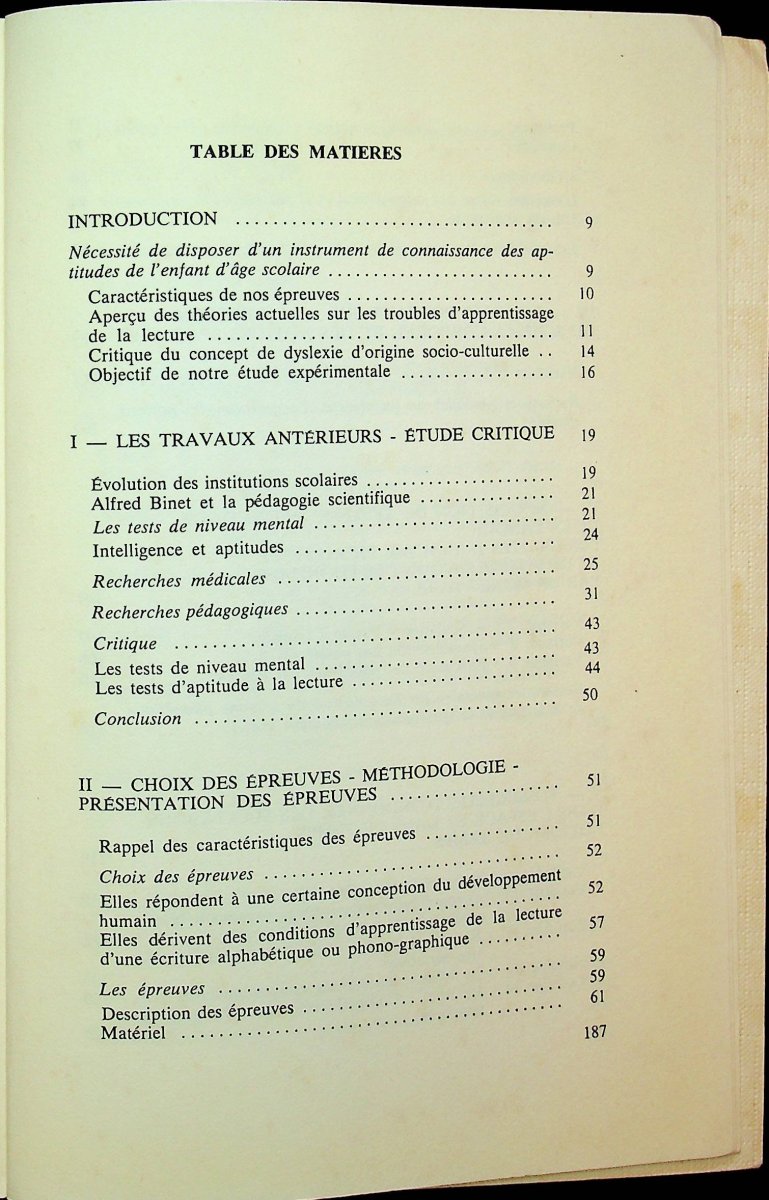 TABLE DES MATIERES
INTRODUCTION .................................. 9
Nécessité de disposer d'un instrument de connaissance des ap-
titudes de l'enfant d'âge scolaire ......................... 9
Caractéristiques de nos épreuves ....................... 10
Aperçu des théories actuelles sur les troubles d'apprentissage
de la lecture ..................................... 11
Critique du concept de dyslexie d'origine socio-culturelle .. 14
Objectif de notre étude expérimentale ................. 16
I — LES TRAVAUX ANTÉRIEURS - ÉTUDE CRITIQUE 19
Évolution des institutions scolaires ..................... 19
Alfred Binet et la pédagogie scientifique ............... 21
Les tests de niveau mental ........................... 21
Intelligence et aptitudes ............................. 24
Recherches médicales ............................... 25
Recherches pédagogiques ............................. 31
Critique ......................................... 43
Les tests de niveau mental ........................... 43
Les tests d'aptitude à la lecture ....................... 44
Conclusion ....................................... 50
II — CHOIX DES ÉPREUVES - MÉTHODOLOGIE -
PRÉSENTATION DES ÉPREUVES .................. 51
Rappel des caractéristiques des épreuves ............... 51
Choix des épreuves ................................. 52
Elles répondent à une certaine conception du développement
humain ......................................... 52
Elles dérivent des conditions d'apprentissage de la lecture
d'une écriture alphabétique ou phono-graphique .......... 57
Les épreuves ..................................... 59
Description des épreuves ............................. 59
Matériel ......................................... 61
187